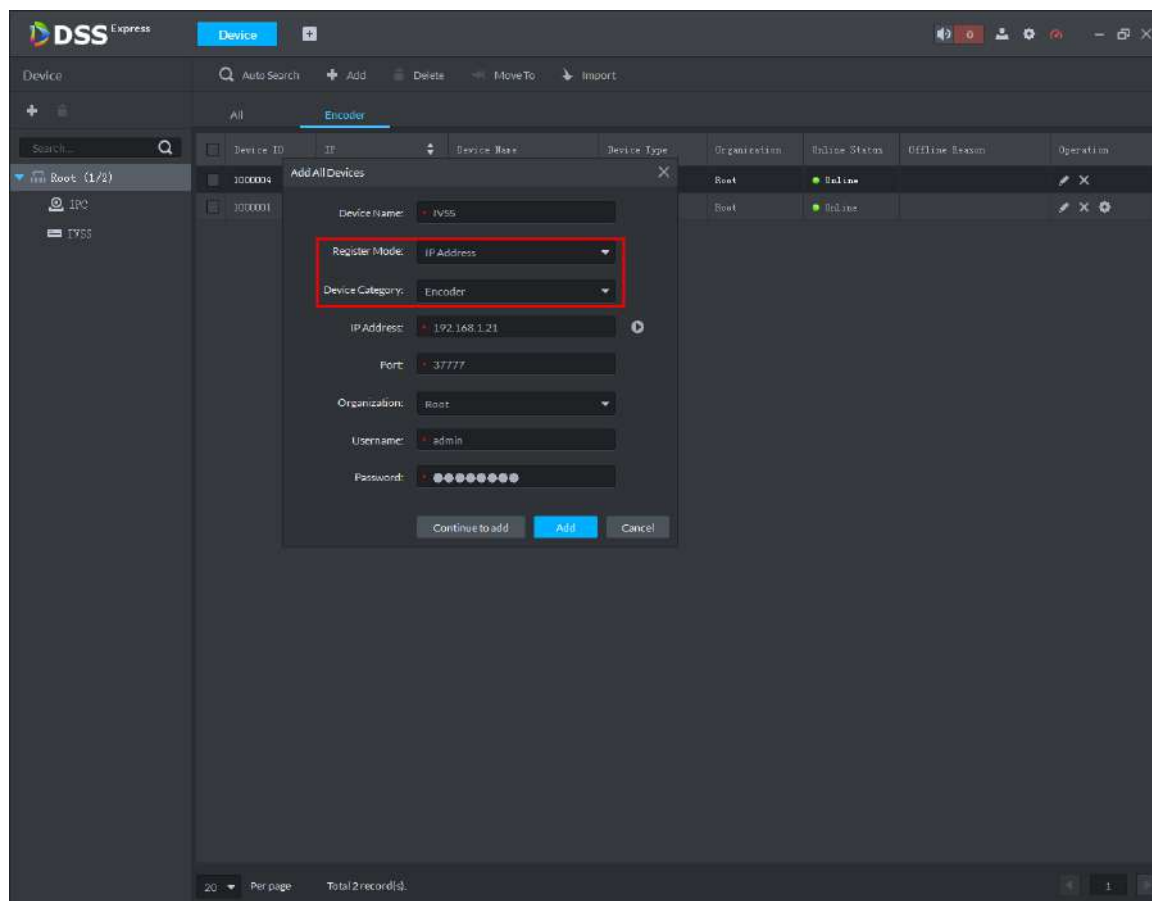 DSS Express
Device
0
Device
Auto Search Add Delete Move To Import
All Encoder
Search...
Device ID IP Device Name Device Type Organization Online Status Offline Reason Operation
Root (1/2)
1000004 Root Online
IPC
1000001 Root Online
IVSS
Add All Devices
Device Name: * IVSS
Register Mode: IP Address
Device Category: Encoder
IP Address: * 192.168.1.21
Port: * 37777
Organization: Root
Username: * admin
Password: * ●●●●●●●●
Continue to add Add Cancel
20 Per page Total 2 record(s). 1